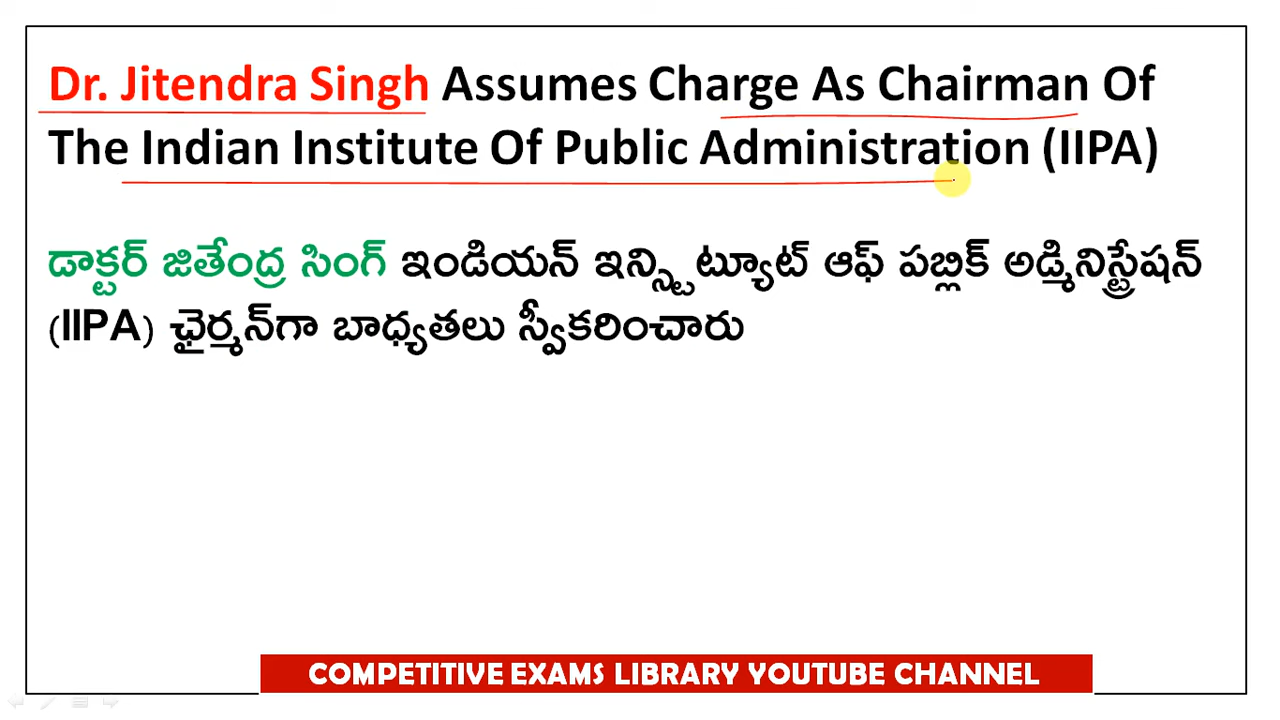 Dr. Jitendra Singh Assumes Charge As Chairman Of
The Indian Institute Of Public Administration (IIPA)
డాక్టర్ జితేంద్ర సింగ్ ఇండియన్ ఇన్స్టిట్యూట్ ఆఫ్ పబ్లిక్ అడ్మినిస్ట్రేషన్
(IIPA) ఛైర్మన్‌గా బాధ్యతలు స్వీకరించారు
COMPETITIVE EXAMS LIBRARY YOUTUBE CHANNEL